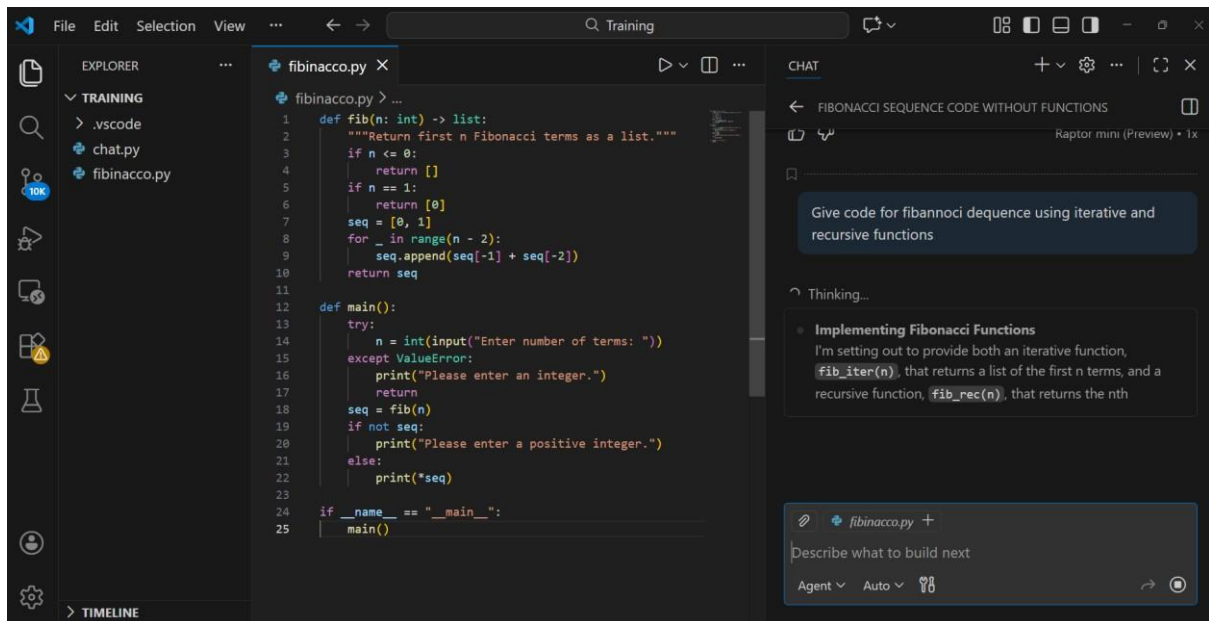 File Edit Selection View ...
Training
EXPLORER ...
TRAINING
.vscode
chat.py
fibinacco.py
10K
TIMELINE
fibinacco.py
fibinacco.py > ...
1 def fib(n: int) -> list:
2 """Return first n Fibonacci terms as a list."""
3 if n <= 0:
4 return []
5 if n == 1:
6 return [0]
7 seq = [0, 1]
8 for _ in range(n - 2):
9 seq.append(seq[-1] + seq[-2])
10 return seq
11
12 def main():
13 try:
14 n = int(input("Enter number of terms: "))
15 except ValueError:
16 print("Please enter an integer.")
17 return
18 seq = fib(n)
19 if not seq:
20 print("Please enter a positive integer.")
21 else:
22 print(*seq)
23
24 if __name__ == "__main__":
25 main()
CHAT
FIBONACCI SEQUENCE CODE WITHOUT FUNCTIONS
Raptor mini (Preview) • 1x
Give code for fibannoci dequence using iterative and
recursive functions
Thinking...
Implementing Fibonacci Functions
I'm setting out to provide both an iterative function,
fib_iter(n), that returns a list of the first n terms, and a
recursive function, fib_rec(n), that returns the nth
fibinacco.py +
Describe what to build next
Agent Auto